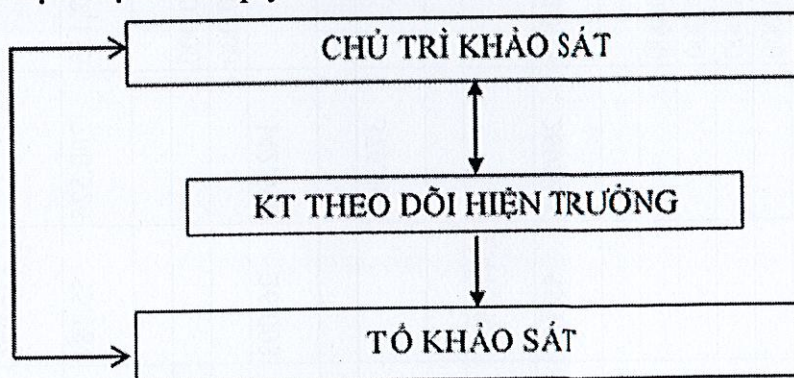 CHỦ TRÌ KHẢO SÁT
KT THEO DÕI HIỆN TRƯỜNG
TỔ KHẢO SÁT